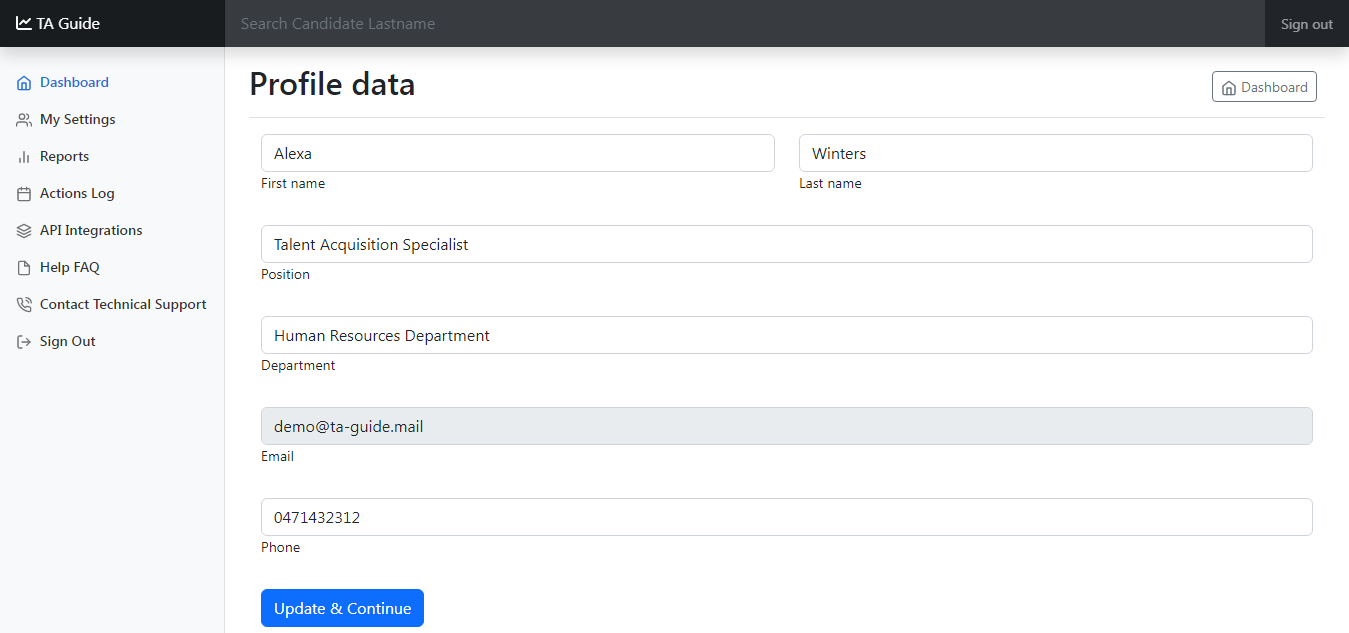 TA Guide
Search Candidate Lastname
Sign out
Dashboard
My Settings
Reports
Actions Log
API Integrations
Help FAQ
Contact Technical Support
Sign Out
Profile data
Dashboard
Alexa
First name
Winters
Last name
Talent Acquisition Specialist
Position
Human Resources Department
Department
demo@ta-guide.mail
Email
0471432312
Phone
Update & Continue